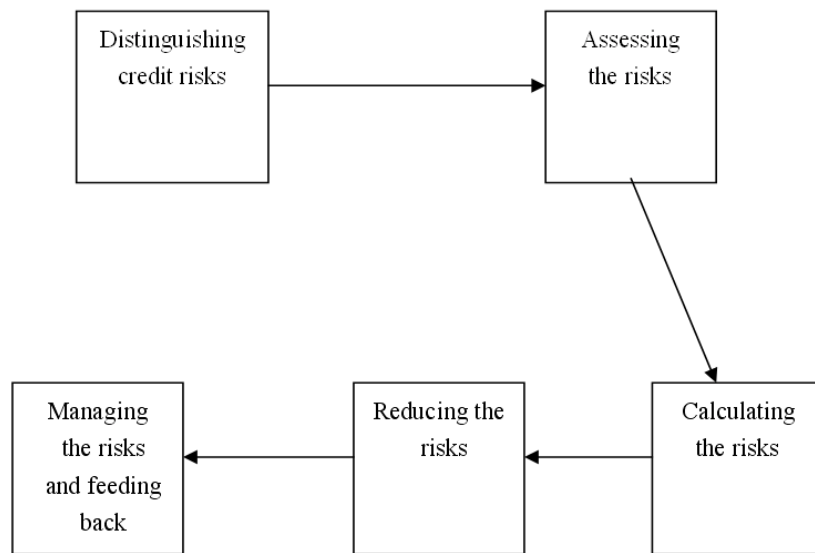 Distinguishing
credit risks
Assessing
the risks
Calculating
the risks
Reducing the
risks
Managing
the risks
and feeding
back